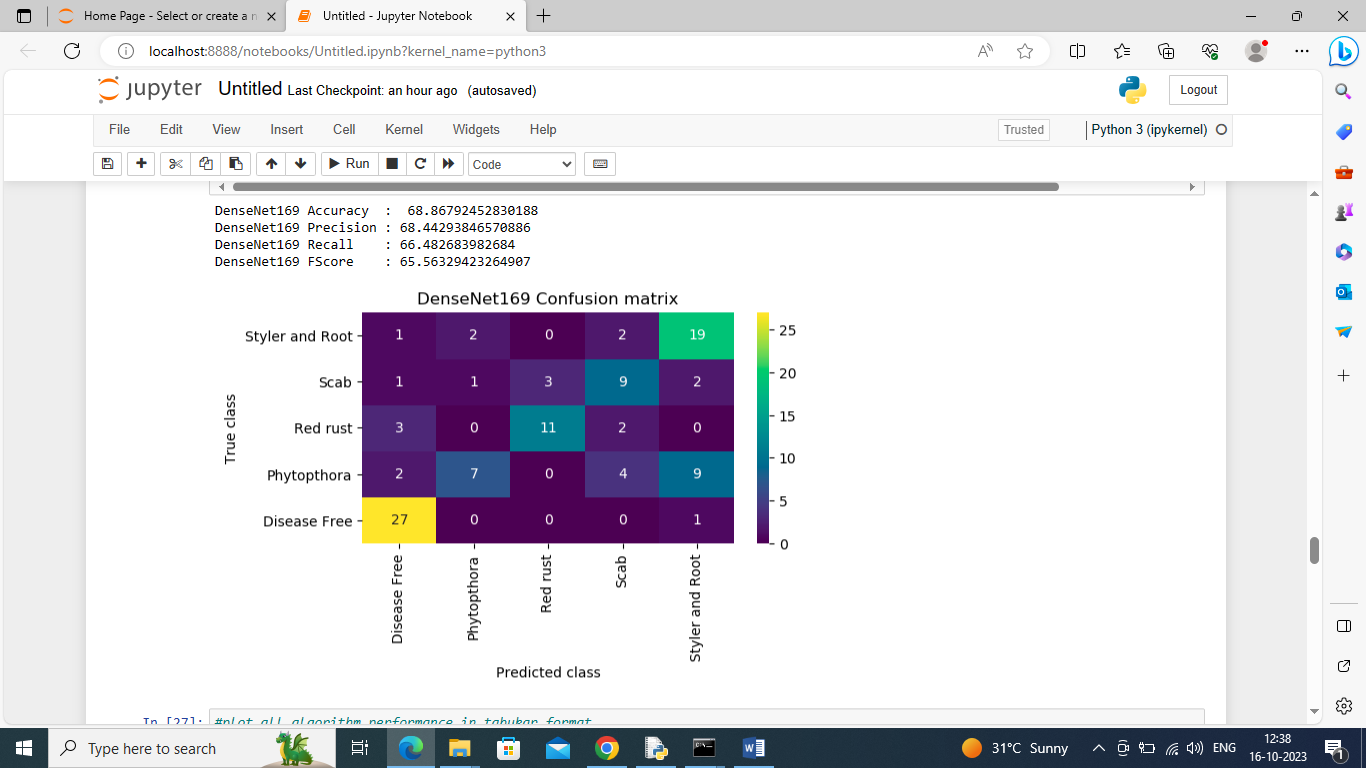 Home Page - Select or create a n
Untitled - Jupyter Notebook
localhost:8888/notebooks/Untitled.ipynb?kernel_name=python3
jupyter Untitled Last Checkpoint: an hour ago (autosaved)
Logout
File Edit View Insert Cell Kernel Widgets Help
Trusted
Python 3 (ipykernel)
Run
Code
DenseNet169 Accuracy  :  68.86792452830188
DenseNet169 Precision : 68.44293846570886
DenseNet169 Recall    : 66.482683982684
DenseNet169 FScore    : 65.56329423264907
DenseNet169 Confusion matrix
True class
Styler and Root 1 2 0 2 19
Scab 1 1 3 9 2
Red rust 3 0 11 2 0
Phytopthora 2 7 0 4 9
Disease Free 27 0 0 0 1
25
20
15
10
5
0
Disease Free
Phytopthora
Red rust
Scab
Styler and Root
Predicted class
In [27]: #plot all algorithm performance in tabukar format
Type here to search
31°C Sunny
ENG
12:38
16-10-2023
1